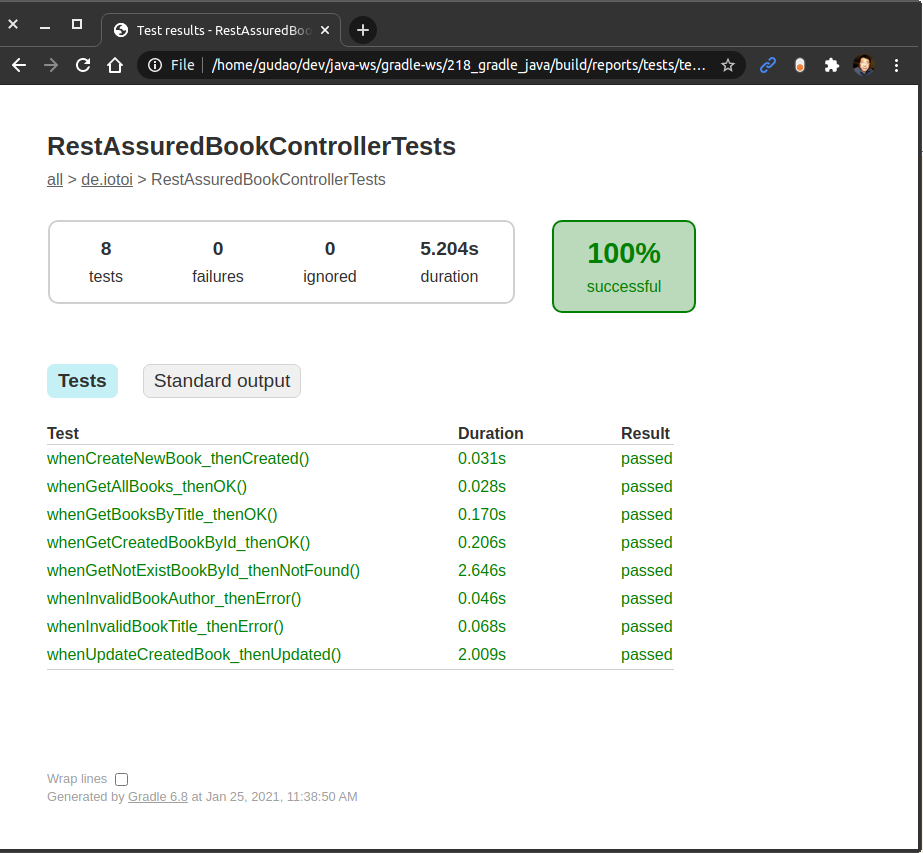 Test results - RestAssuredBoo
File /home/gudao/dev/java-ws/gradle-ws/218_gradle_java/build/reports/tests/te...
RestAssuredBookControllerTests
all > de.iotoi > RestAssuredBookControllerTests
8 0 0 5.204s
tests failures ignored duration
100%
successful
Tests Standard output
Test Duration Result
whenCreateNewBook_thenCreated() 0.031s passed
whenGetAllBooks_thenOK() 0.028s passed
whenGetBooksByTitle_thenOK() 0.170s passed
whenGetCreatedBookById_thenOK() 0.206s passed
whenGetNotExistBookById_thenNotFound() 2.646s passed
whenInvalidBookAuthor_thenError() 0.046s passed
whenInvalidBookTitle_thenError() 0.068s passed
whenUpdateCreatedBook_thenUpdated() 2.009s passed
Wrap lines
Generated by Gradle 6.8 at Jan 25, 2021, 11:38:50 AM